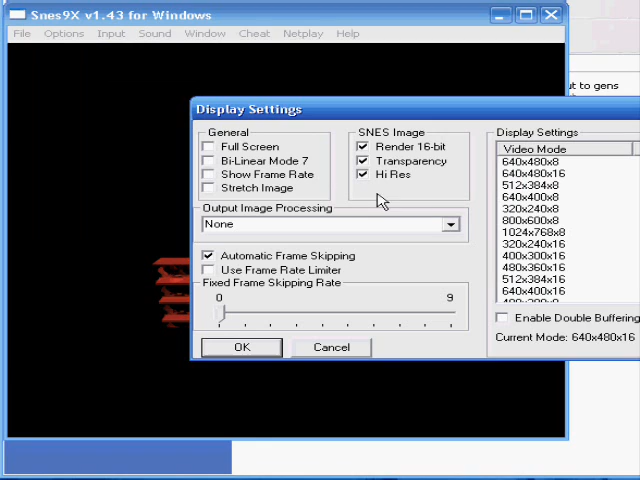 Snes9X v1.43 for Windows
File Options Input Sound Window Cheat Netplay Help
ut to gens
Display Settings
General
Full Screen
Bi-Linear Mode 7
Show Frame Rate
Stretch Image
SNES Image
Render 16-bit
Transparency
Hi Res
Output Image Processing
None
Automatic Frame Skipping
Use Frame Rate Limiter
Fixed Frame Skipping Rate
0 9
OK Cancel
Display Settings
Video Mode
640x480x8
640x480x16
512x384x8
640x400x8
320x240x8
800x600x8
1024x768x8
320x240x16
400x300x16
480x360x16
512x384x16
640x400x16
Enable Double Buffering
Current Mode: 640x480x16